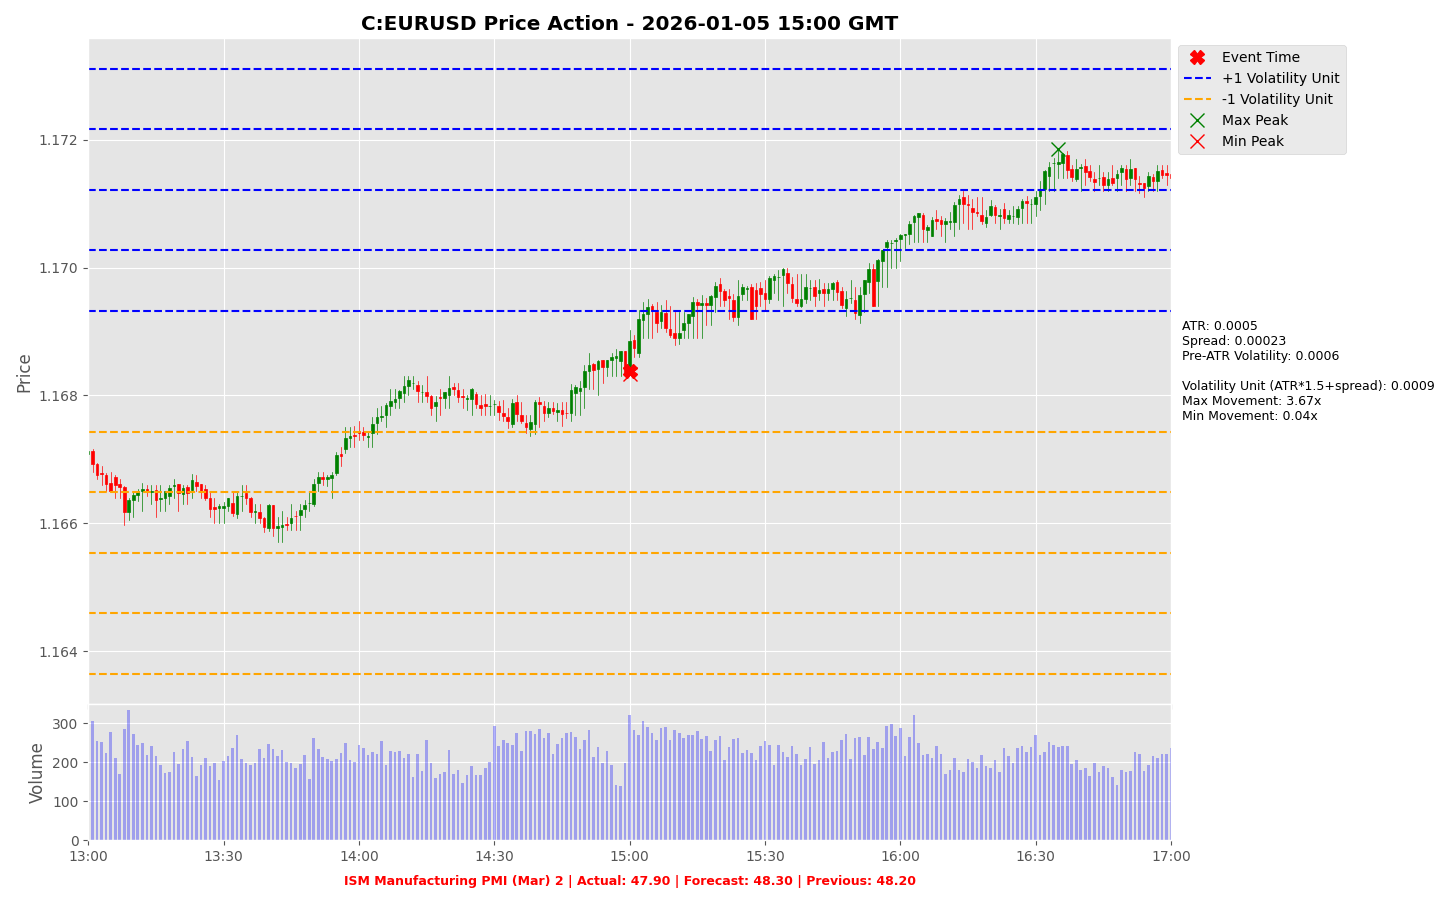 C:EURUSD Price Action - 2026-01-05 15:00 GMT
Event Time
+1 Volatility Unit
-1 Volatility Unit
Max Peak
Min Peak
1.172
1.170
1.168
1.166
1.164
Price
ATR: 0.0005
Spread: 0.00023
Pre-ATR Volatility: 0.0006
Volatility Unit (ATR*1.5+spread): 0.0009
Max Movement: 3.67x
Min Movement: 0.04x
300
200
100
0
Volume
13:00 13:30 14:00 14:30 15:00 15:30 16:00 16:30 17:00
ISM Manufacturing PMI (Mar) 2 | Actual: 47.90 | Forecast: 48.30 | Previous: 48.20